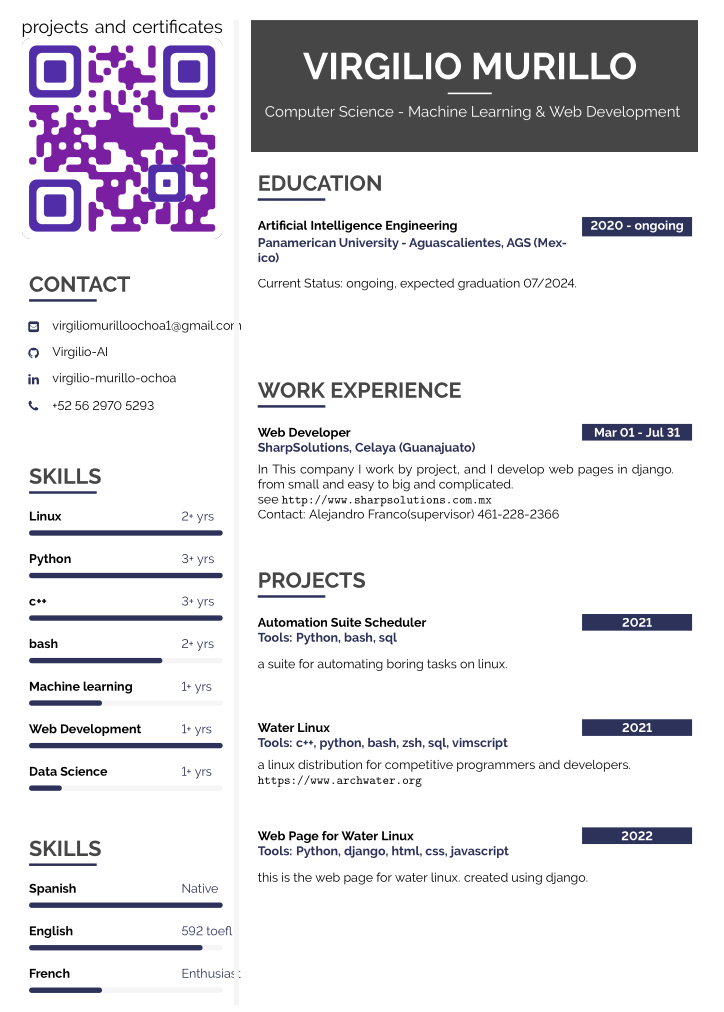 projects and certificates
CONTACT
virgiliomurilloochoa1@gmail.com
Virgilio-AI
virgilio-murillo-ochoa
+52 56 2970 5293
SKILLS
Linux 2+ yrs
Python 3+ yrs
c++ 3+ yrs
bash 2+ yrs
Machine learning 1+ yrs
Web Development 1+ yrs
Data Science 1+ yrs
SKILLS
Spanish Native
English 592 toefl
French Enthusiast
VIRGILIO MURILLO
Computer Science - Machine Learning & Web Development
EDUCATION
Artificial Intelligence Engineering 2020 - ongoing
Panamerican University - Aguascalientes, AGS (Mex-
ico)
Current Status: ongoing, expected graduation 07/2024.
WORK EXPERIENCE
Web Developer Mar 01 - Jul 31
SharpSolutions, Celaya (Guanajuato)
In This company I work by project, and I develop web pages in django.
from small and easy to big and complicated.
see http://www.sharpsolutions.com.mx
Contact: Alejandro Franco(supervisor) 461-228-2366
PROJECTS
Automation Suite Scheduler 2021
Tools: Python, bash, sql
a suite for automating boring tasks on linux.
Water Linux 2021
Tools: c++, python, bash, zsh, sql, vimscript
a linux distribution for competitive programmers and developers.
https://www.archwater.org
Web Page for Water Linux 2022
Tools: Python, django, html, css, javascript
this is the web page for water linux. created using django.